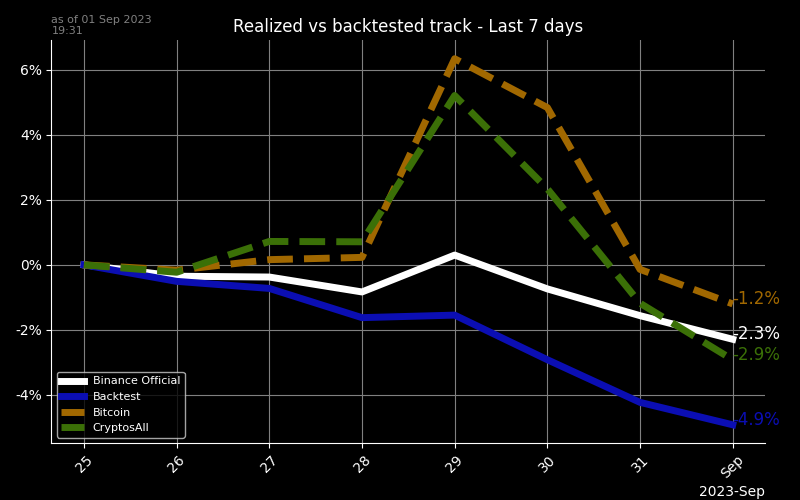 as of 01 Sep 2023
19:31
Realized vs backtested track - Last 7 days
6%
4%
2%
0%
-2%
-4%
-1.2%
-2.3%
-2.9%
-4.9%
Binance Official
Backtest
Bitcoin
CryptosAll
25
26
27
28
29
30
31
Sep
2023-Sep